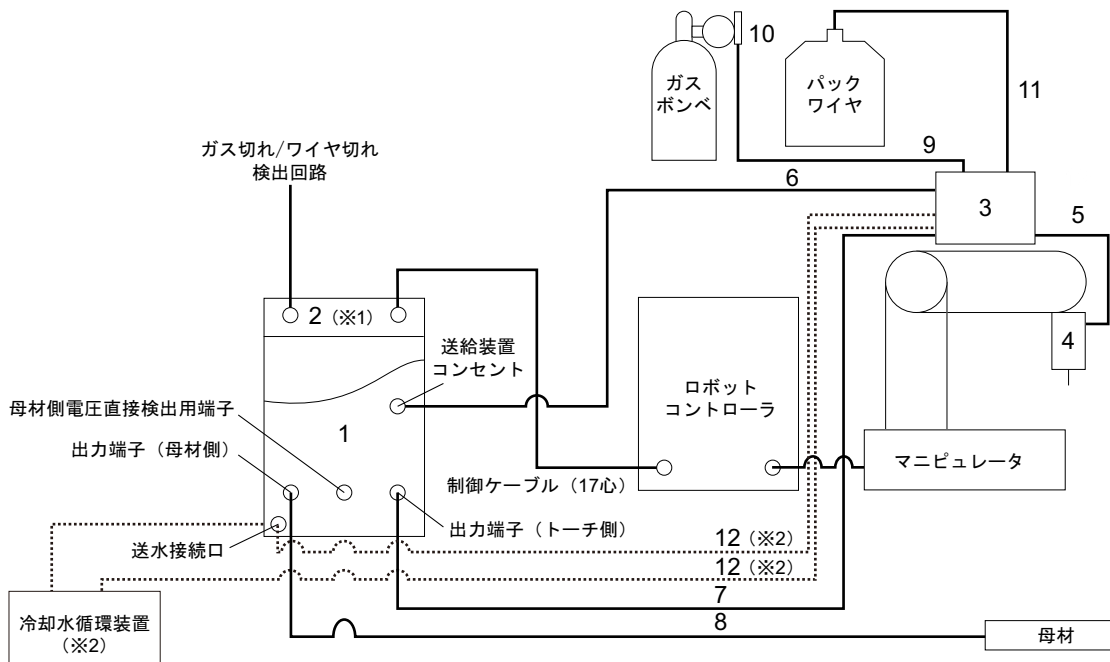 10
ガス
ボンベ
パック
ワイヤ
11
ガス切れ/ワイヤ切れ
検出回路
9
6
3
5
2（※1）
送給装置
コンセント
4
ロボット
コントローラ
母材側電圧直接検出用端子
1
出力端子（母材側）
マニピュレータ
制御ケーブル（17心）
出力端子（トーチ側）
送水接続口
12（※2）
12（※2）
7
冷却水循環装置
（※2）
8
母材